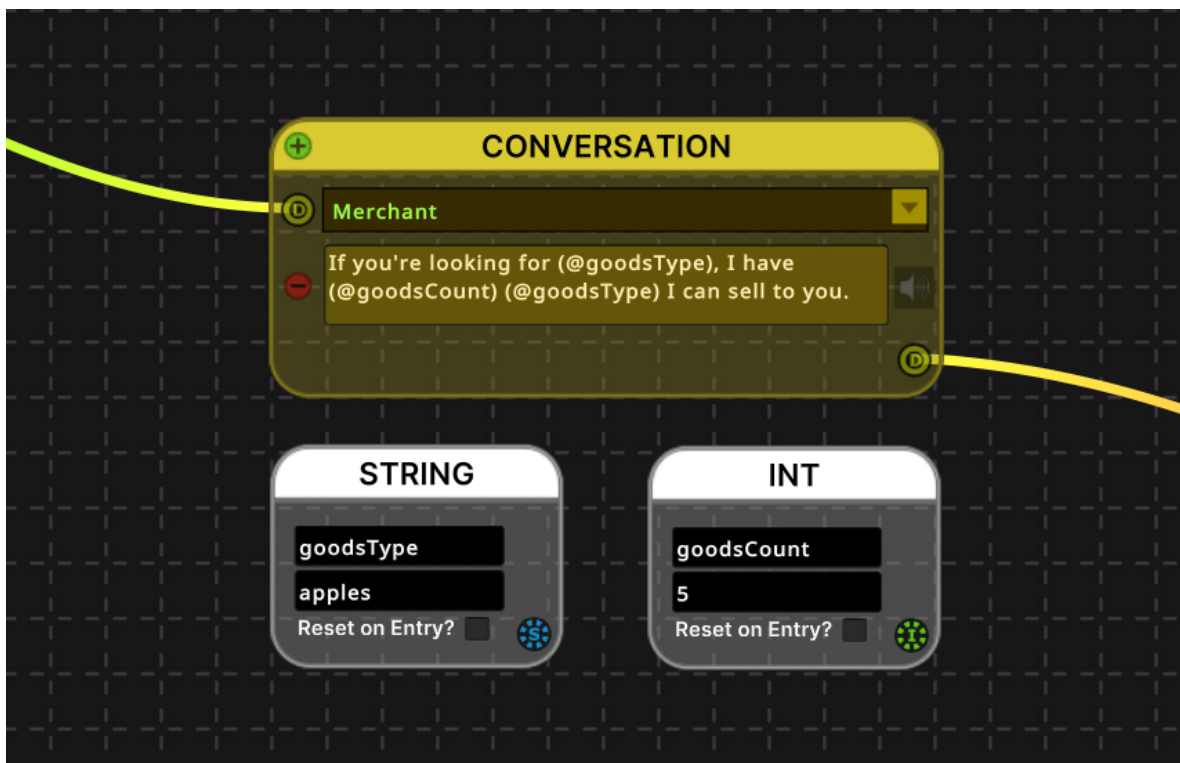 CONVERSATION
D
Merchant
If you're looking for (@goodsType), I have
(@goodsCount) (@goodsType) I can sell to you.
D
STRING
goodsType
apples
Reset on Entry?
S
INT
goodsCount
5
Reset on Entry?
I